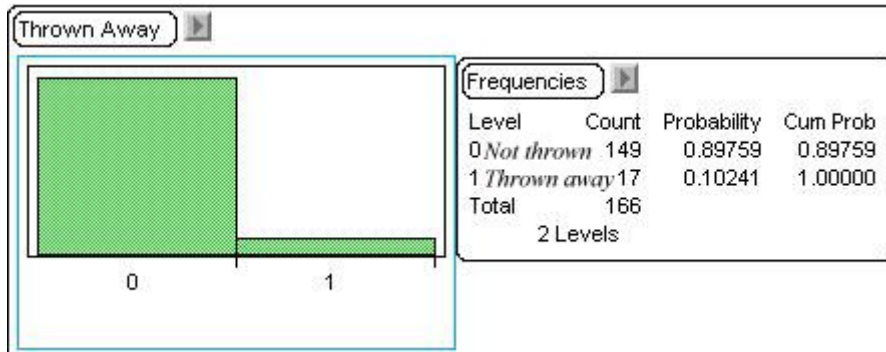 Thrown Away
0 1
Frequencies
Level Count Probability Cum Prob
0 Not thrown 149 0.89759 0.89759
1 Thrown away 17 0.10241 1.00000
Total 166
2 Levels